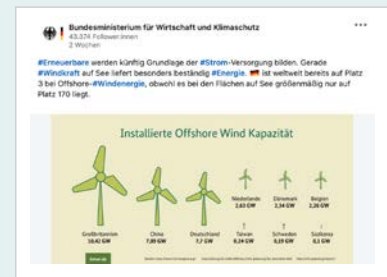 Bundesministerium für Wirtschaft und Klimaschutz
43.374 Follower:innen
2 Wochen
#Erneuerbare werden künftig Grundlage der #Strom-Versorgung bilden. Gerade
#Windkraft auf See liefert besonders beständig #Energie. 🇩🇪 ist weltweit bereits auf Platz
3 bei Offshore-#Windenergie, obwohl es bei den Flächen auf See größenmäßig nur auf
Platz 170 liegt.
Installierte Offshore Wind Kapazität
Niederlande Dänemark Belgien
2,63 GW 2,34 GW 2,26 GW
Großbritannien China Deutschland Taiwan Schweden Südkorea
10,42 GW 7,99 GW 7,7 GW 0,24 GW 0,19 GW 0,1 GW